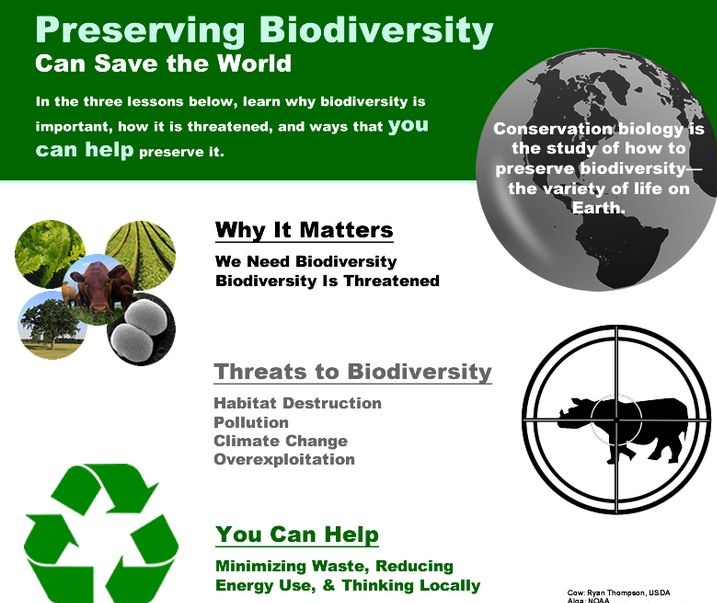 Preserving Biodiversity
Can Save the World
In the three lessons below, learn why biodiversity is
important, how it is threatened, and ways that you
can help preserve it.
Conservation biology is
the study of how to
preserve biodiversity—
the variety of life on
Earth.
Why It Matters
We Need Biodiversity
Biodiversity Is Threatened
Threats to Biodiversity
Habitat Destruction
Pollution
Climate Change
Overexploitation
You Can Help
Minimizing Waste, Reducing
Energy Use, & Thinking Locally
Cow: Ryan Thompson, USDA
Alga: NOAA